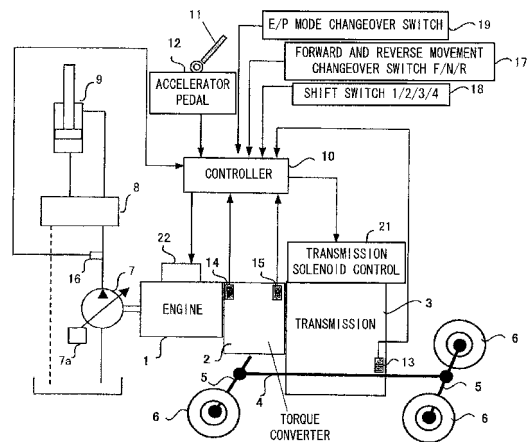 11
E/P MODE CHANGEOVER SWITCH
19
12
FORWARD AND REVERSE MOVEMENT
CHANGEOVER SWITCH F/N/R
17
9
ACCELERATOR
PEDAL
SHIFT SWITCH 1/2/3/4
18
10
CONTROLLER
8
21
22
14
15
TRANSMISSION
SOLENOID CONTROL
16
7
ENGINE
TRANSMISSION
3
7a
1
2
13
6
5
4
5
6
6
TORQUE
CONVERTER